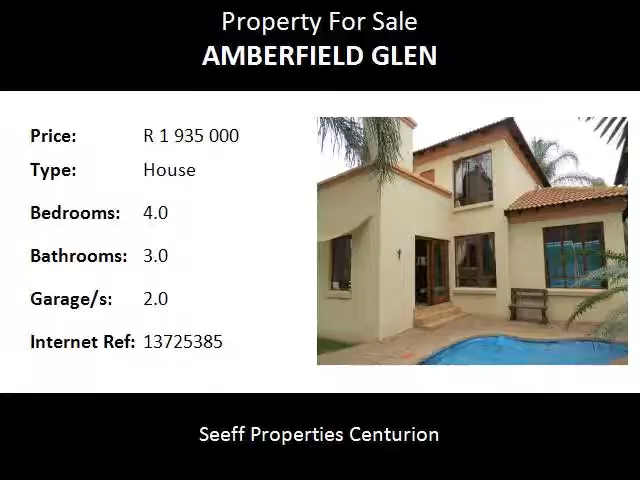 Property For Sale
AMBERFIELD GLEN
Price: R 1 935 000
Type: House
Bedrooms: 4.0
Bathrooms: 3.0
Garage/s: 2.0
Internet Ref: 13725385
Seeff Properties Centurion